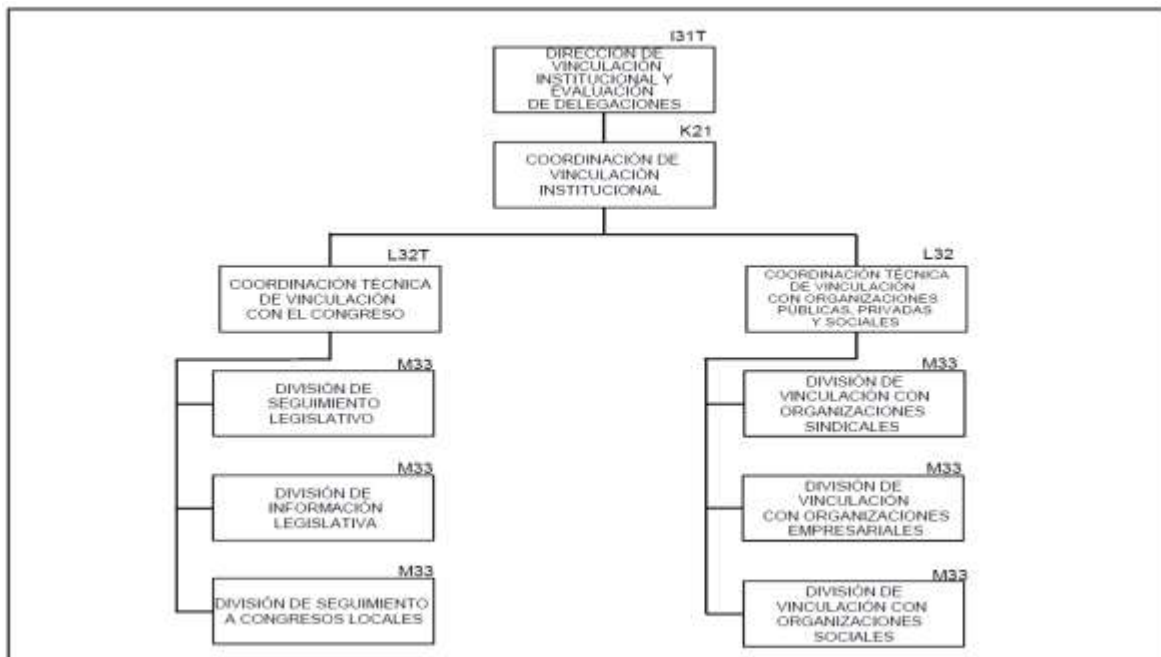 I31T
DIRECCIÓN DE
VINCULACIÓN
INSTITUCIONAL Y
EVALUACIÓN
DE DELEGACIONES
K21
COORDINACIÓN DE
VINCULACIÓN
INSTITUCIONAL
L32T
COORDINACIÓN TÉCNICA
DE VINCULACIÓN
CON EL CONGRESO
M33
DIVISIÓN DE
SEGUIMIENTO
LEGISLATIVO
M33
DIVISIÓN DE
INFORMACIÓN
LEGISLATIVA
M33
DIVISIÓN DE SEGUIMIENTO
A CONGRESOS LOCALES
L32
COORDINACIÓN TÉCNICA
DE VINCULACIÓN
CON ORGANIZACIONES
PÚBLICAS, PRIVADAS
Y SOCIALES
M33
DIVISIÓN DE
VINCULACIÓN CON
ORGANIZACIONES
SINDICALES
M33
DIVISIÓN DE
VINCULACIÓN
CON ORGANIZACIONES
EMPRESARIALES
M33
DIVISIÓN DE
VINCULACIÓN CON
ORGANIZACIONES
SOCIALES